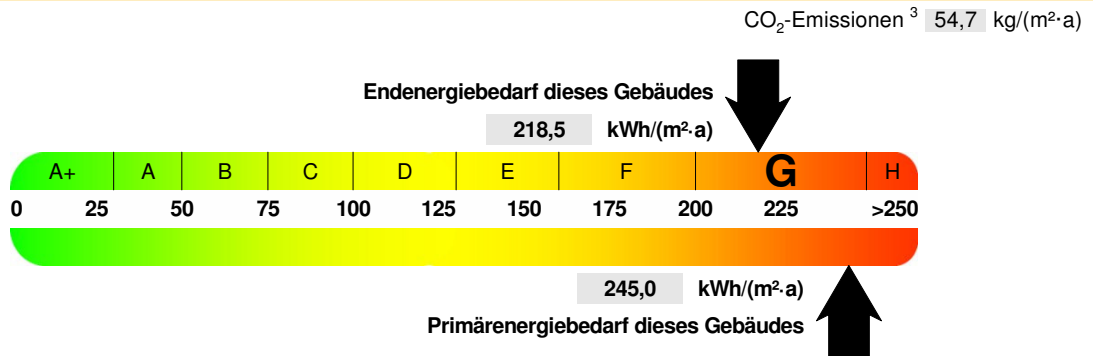 CO₂-Emissionen ³ 54,7 kg/(m²·a)
Endenergiebedarf dieses Gebäudes
218,5 kWh/(m²·a)
A+ A B C D E F G H
0 25 50 75 100 125 150 175 200 225 >250
245,0 kWh/(m²·a)
Primärenergiebedarf dieses Gebäudes